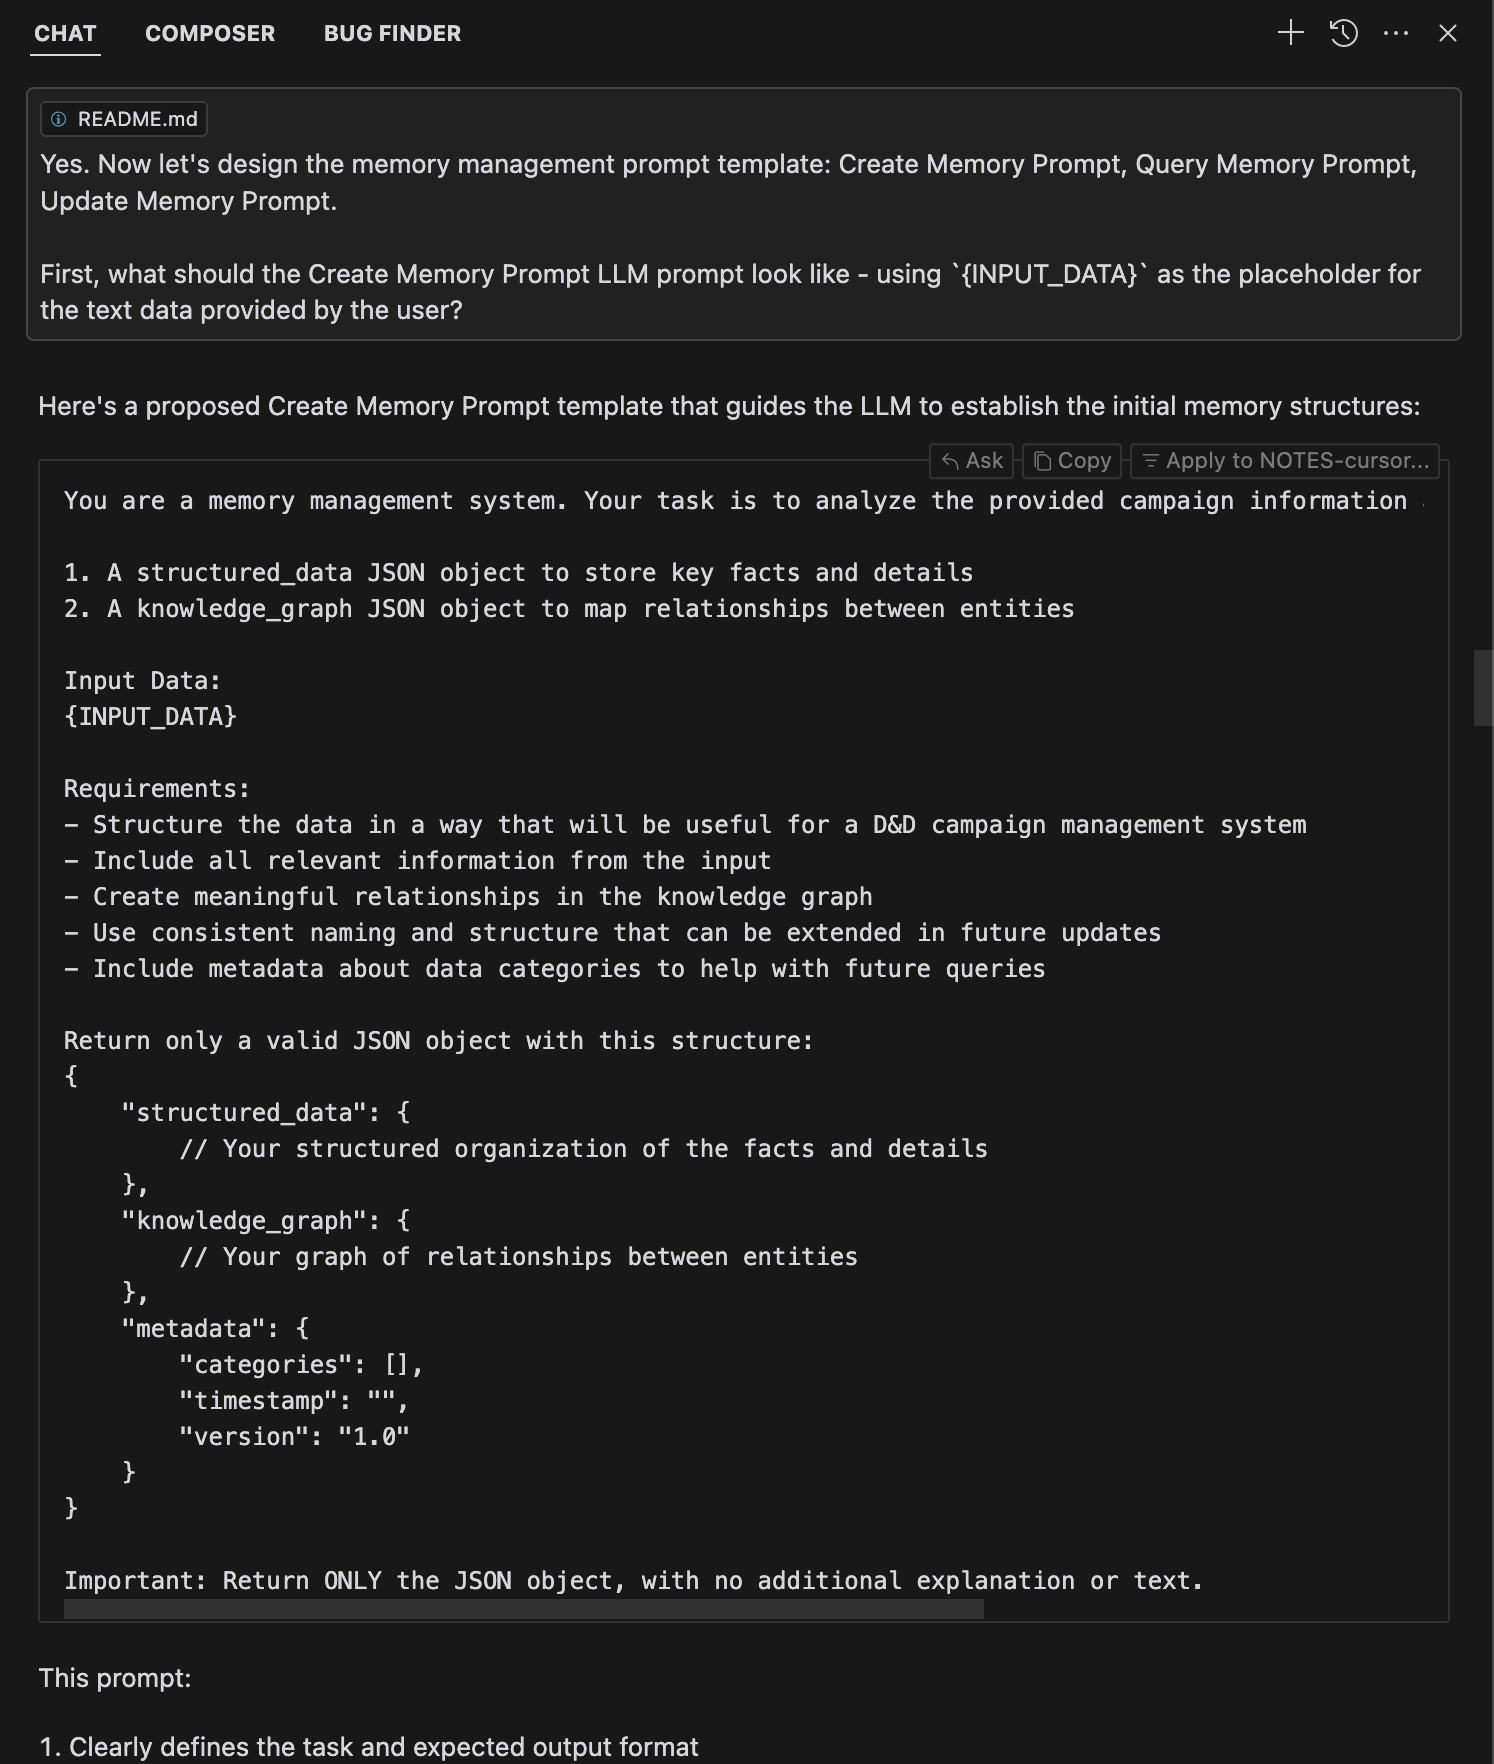 CHAT COMPOSER BUG FINDER
README.md
Yes. Now let's design the memory management prompt template: Create Memory Prompt, Query Memory Prompt,
Update Memory Prompt.
First, what should the Create Memory Prompt LLM prompt look like - using `{INPUT_DATA}` as the placeholder for
the text data provided by the user?
Here's a proposed Create Memory Prompt template that guides the LLM to establish the initial memory structures:
Ask Copy Apply to NOTES-cursor...
You are a memory management system. Your task is to analyze the provided campaign information
1. A structured_data JSON object to store key facts and details
2. A knowledge_graph JSON object to map relationships between entities
Input Data:
{INPUT_DATA}
Requirements:
- Structure the data in a way that will be useful for a D&D campaign management system
- Include all relevant information from the input
- Create meaningful relationships in the knowledge graph
- Use consistent naming and structure that can be extended in future updates
- Include metadata about data categories to help with future queries
Return only a valid JSON object with this structure:
{
    "structured_data": {
        // Your structured organization of the facts and details
    },
    "knowledge_graph": {
        // Your graph of relationships between entities
    },
    "metadata": {
        "categories": [],
        "timestamp": "",
        "version": "1.0"
    }
}
Important: Return ONLY the JSON object, with no additional explanation or text.
This prompt:
1. Clearly defines the task and expected output format